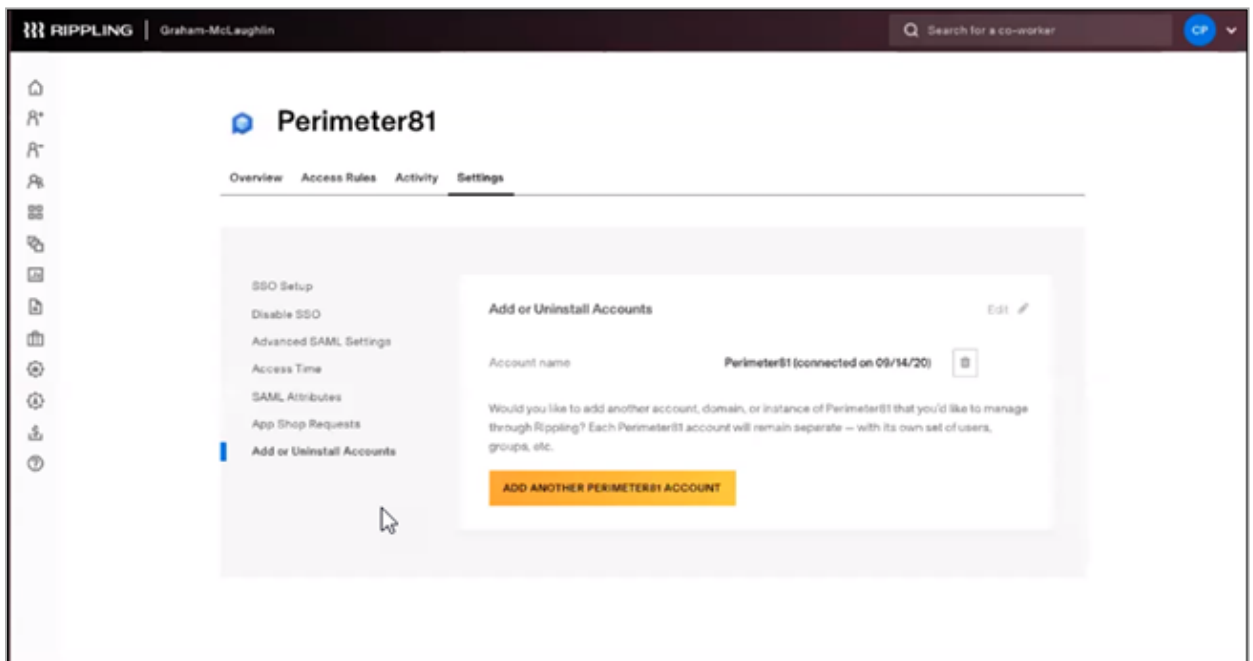 RIPPLING
Graham-McLaughlin
Search for a co-worker
CP
Perimeter81
Overview
Access Rules
Activity
Settings
SSO Setup
Disable SSO
Advanced SAML Settings
Access Time
SAML Attributes
App Shop Requests
Add or Uninstall Accounts
Add or Uninstall Accounts
Edit
Account name
Perimeter81 (connected on 09/14/20)
Would you like to add another account, domain, or instance of Perimeter81 that you'd like to manage
through Rippling? Each Perimeter81 account will remain seperate — with its own set of users,
groups, etc.
ADD ANOTHER PERIMETER81 ACCOUNT